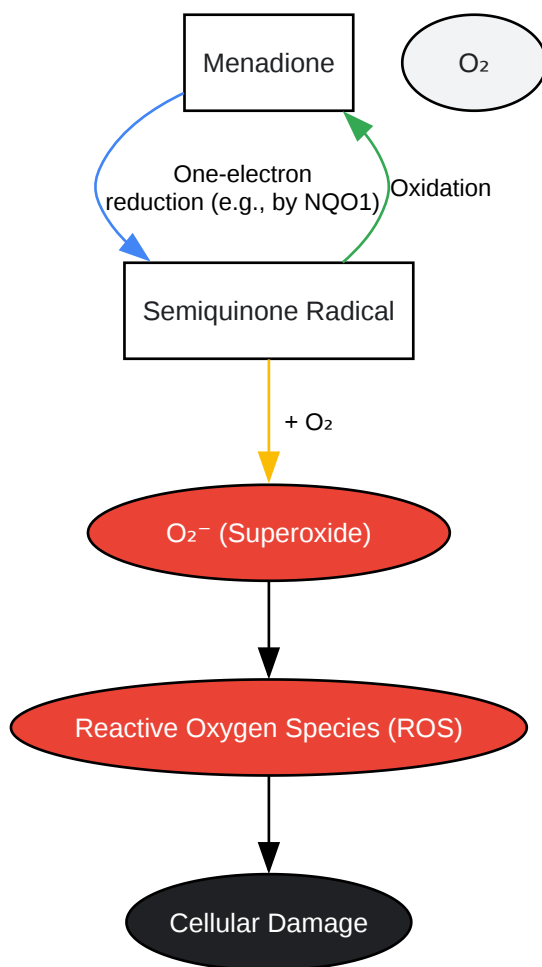 Menadione
O₂
One-electron
reduction (e.g., by NQO1)
Oxidation
Semiquinone Radical
+ O₂
O₂⁻ (Superoxide)
Reactive Oxygen Species (ROS)
Cellular Damage